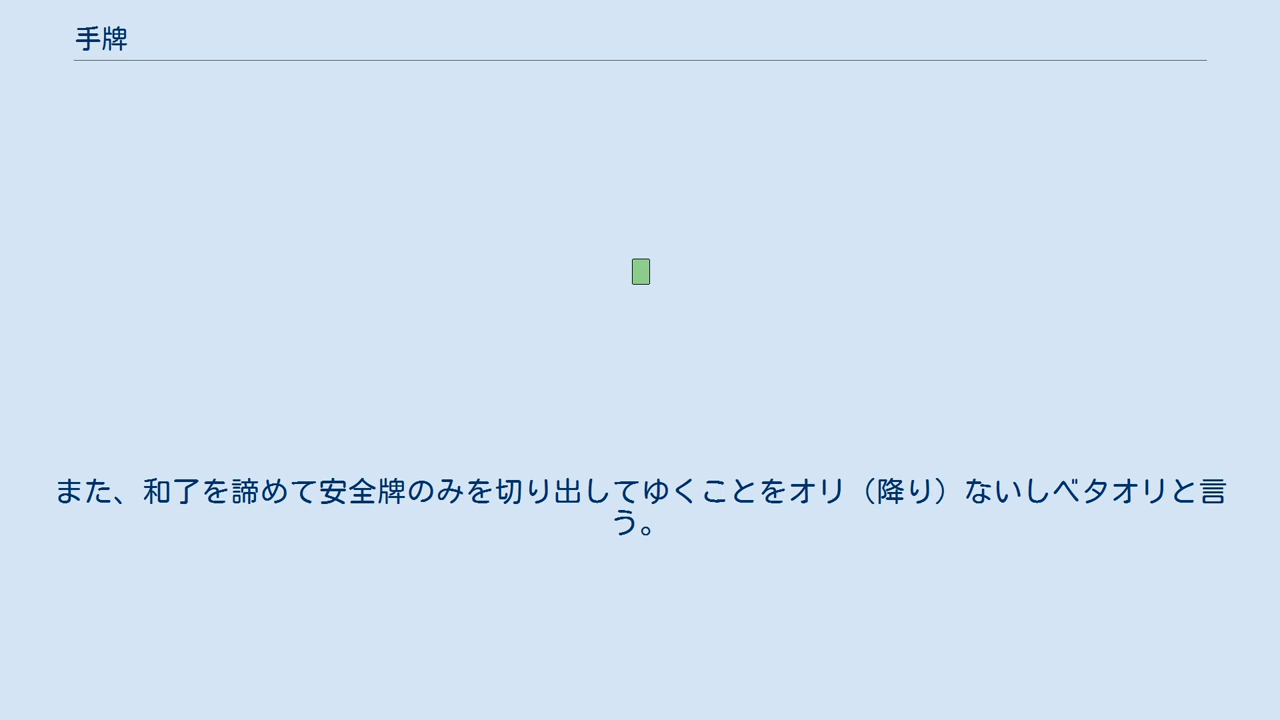 手牌
また、和了を諦めて安全牌のみを切り出してゆくことをオリ（降り）ないしベタオリと言
う。